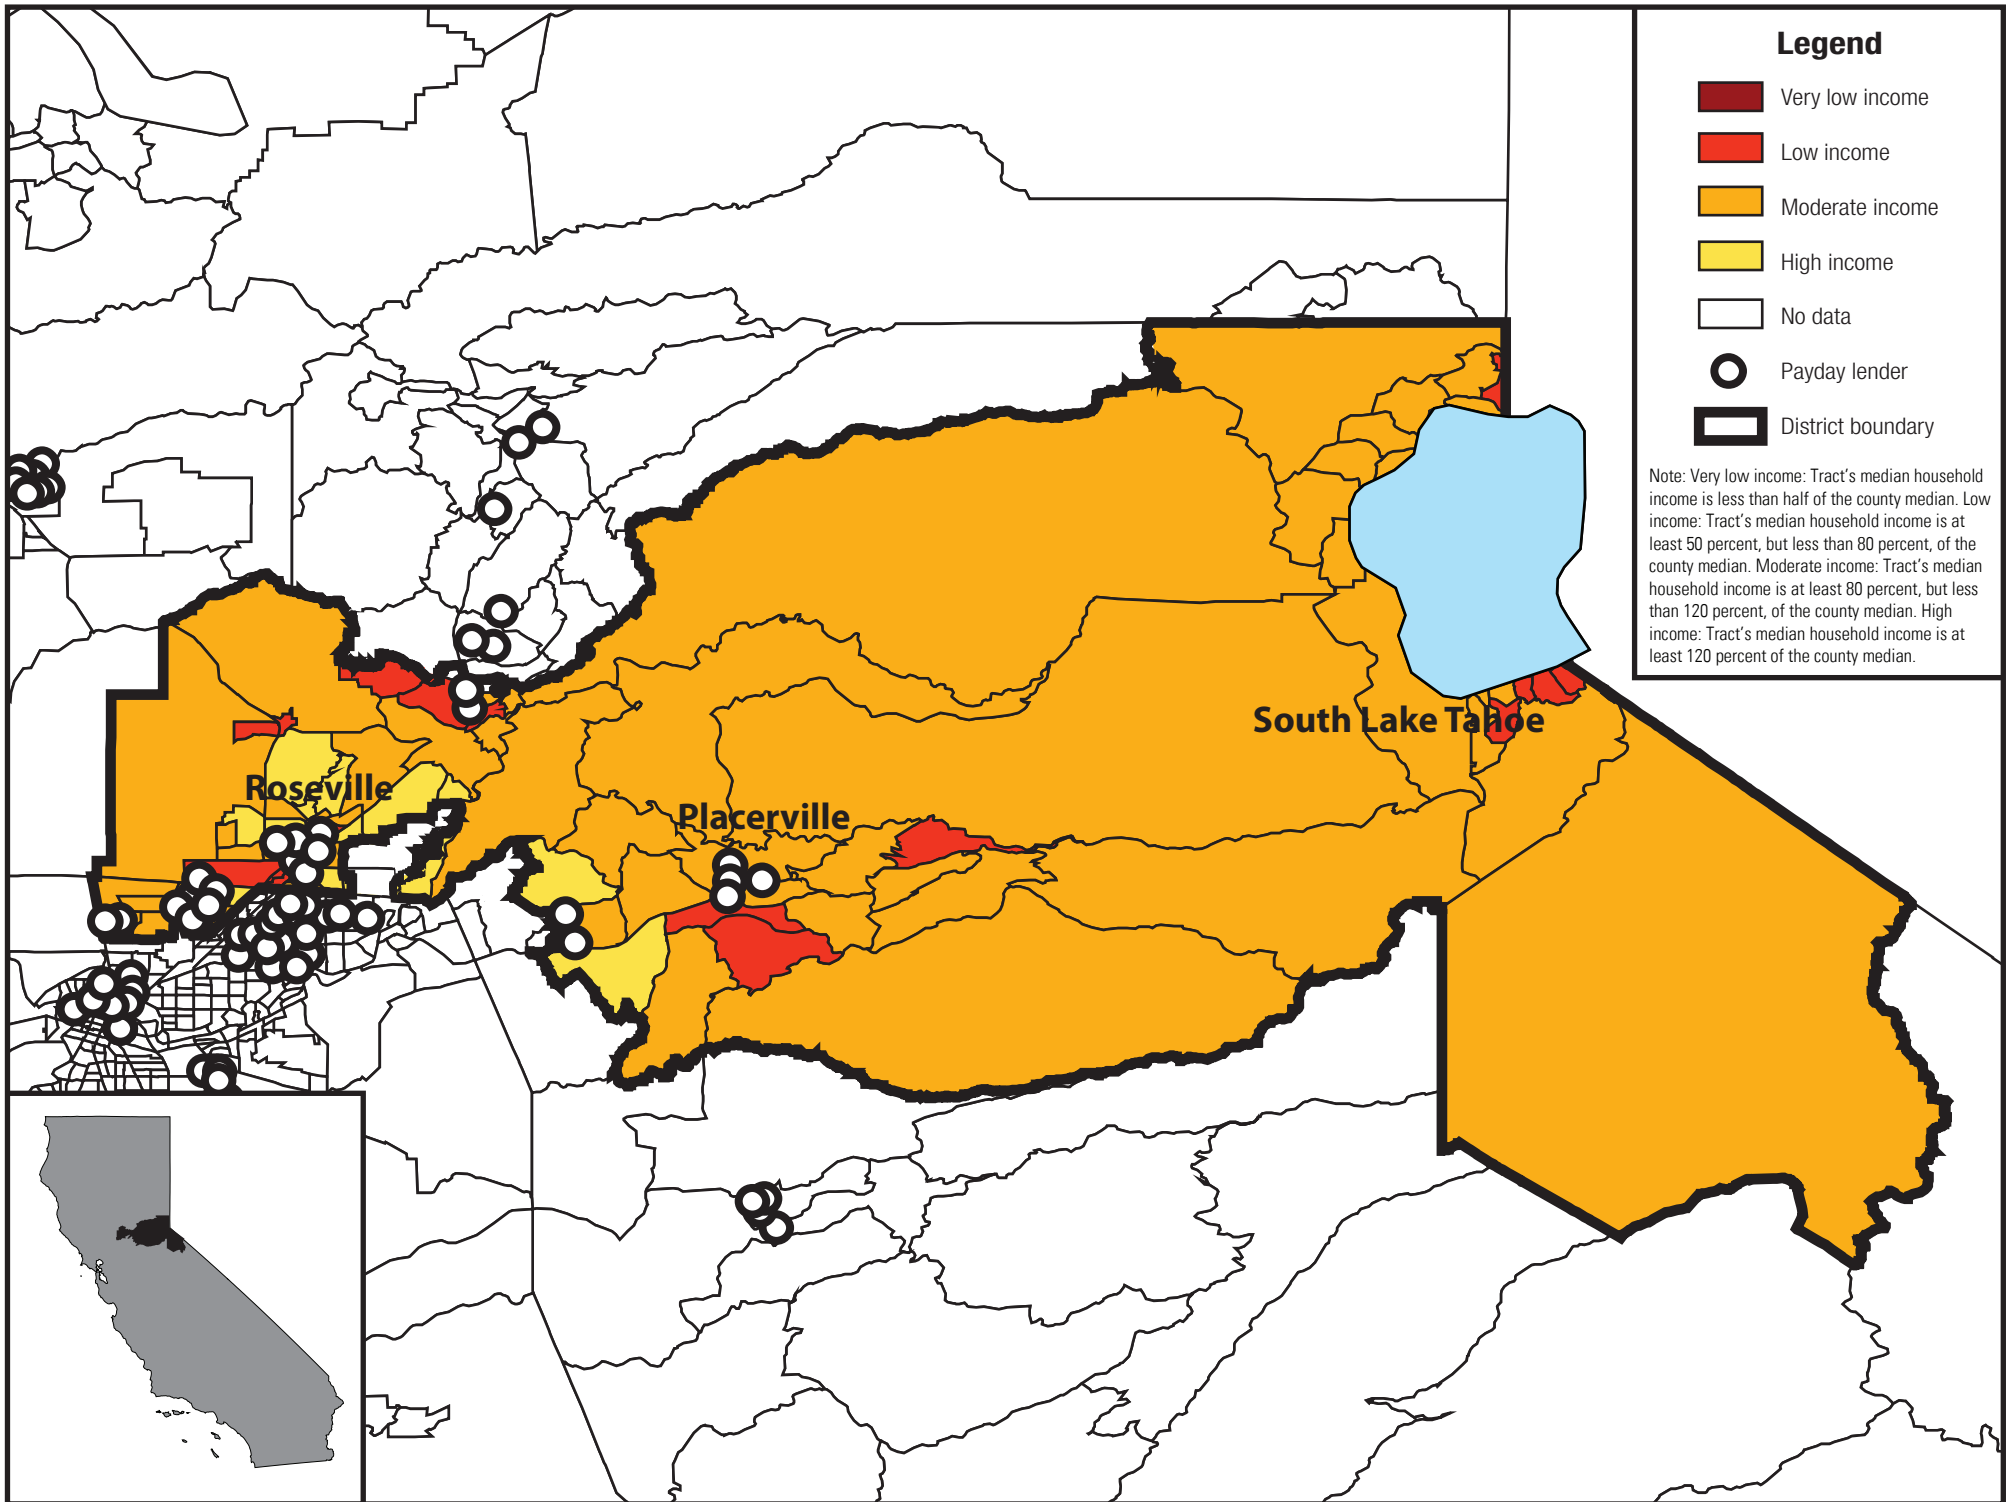 Legend
Very low income
Low income
Moderate income
High income
No data
Payday lender
District boundary
Note: Very low income: Tract's median household
income is less than half of the county median. Low
income: Tract's median household income is at
least 50 percent, but less than 80 percent, of the
county median. Moderate income: Tract's median
household income is at least 80 percent, but less
than 120 percent, of the county median. High
income: Tract's median household income is at
least 120 percent of the county median.
South Lake Tahoe
Roseville
Placerville